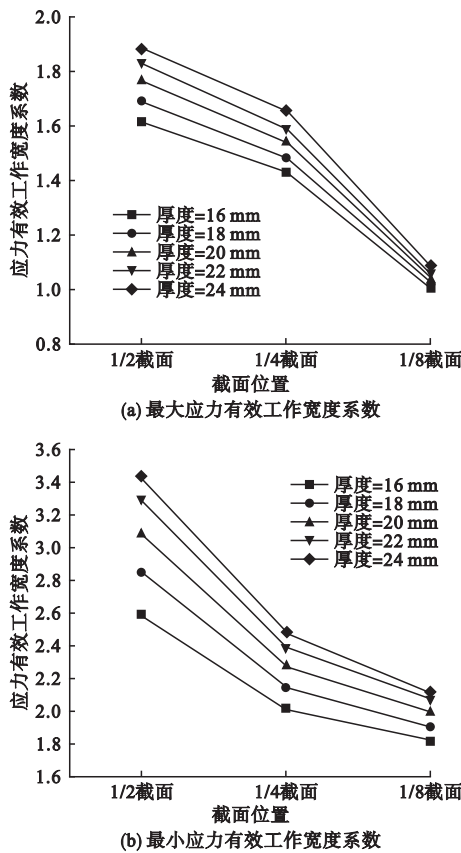 2.0
1.8
1.6
1.4
1.2
1.0
0.8
应力有效工作宽度系数
厚度=16 mm
厚度=18 mm
厚度=20 mm
厚度=22 mm
厚度=24 mm
1/2截面 1/4截面 1/8截面
截面位置
(a) 最大应力有效工作宽度系数
3.6
3.4
3.2
3.0
2.8
2.6
2.4
2.2
2.0
1.8
1.6
应力有效工作宽度系数
厚度=16 mm
厚度=18 mm
厚度=20 mm
厚度=22 mm
厚度=24 mm
1/2截面 1/4截面 1/8截面
截面位置
(b) 最小应力有效工作宽度系数